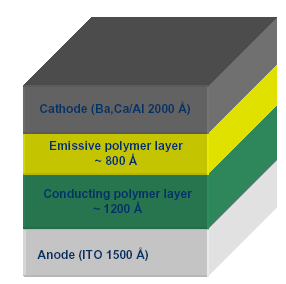 Cathode (Ba,Ca/Al 2000 Å)
Emissive polymer layer
~ 800 Å
Conducting polymer layer
~ 1200 Å
Anode (ITO 1500 Å)